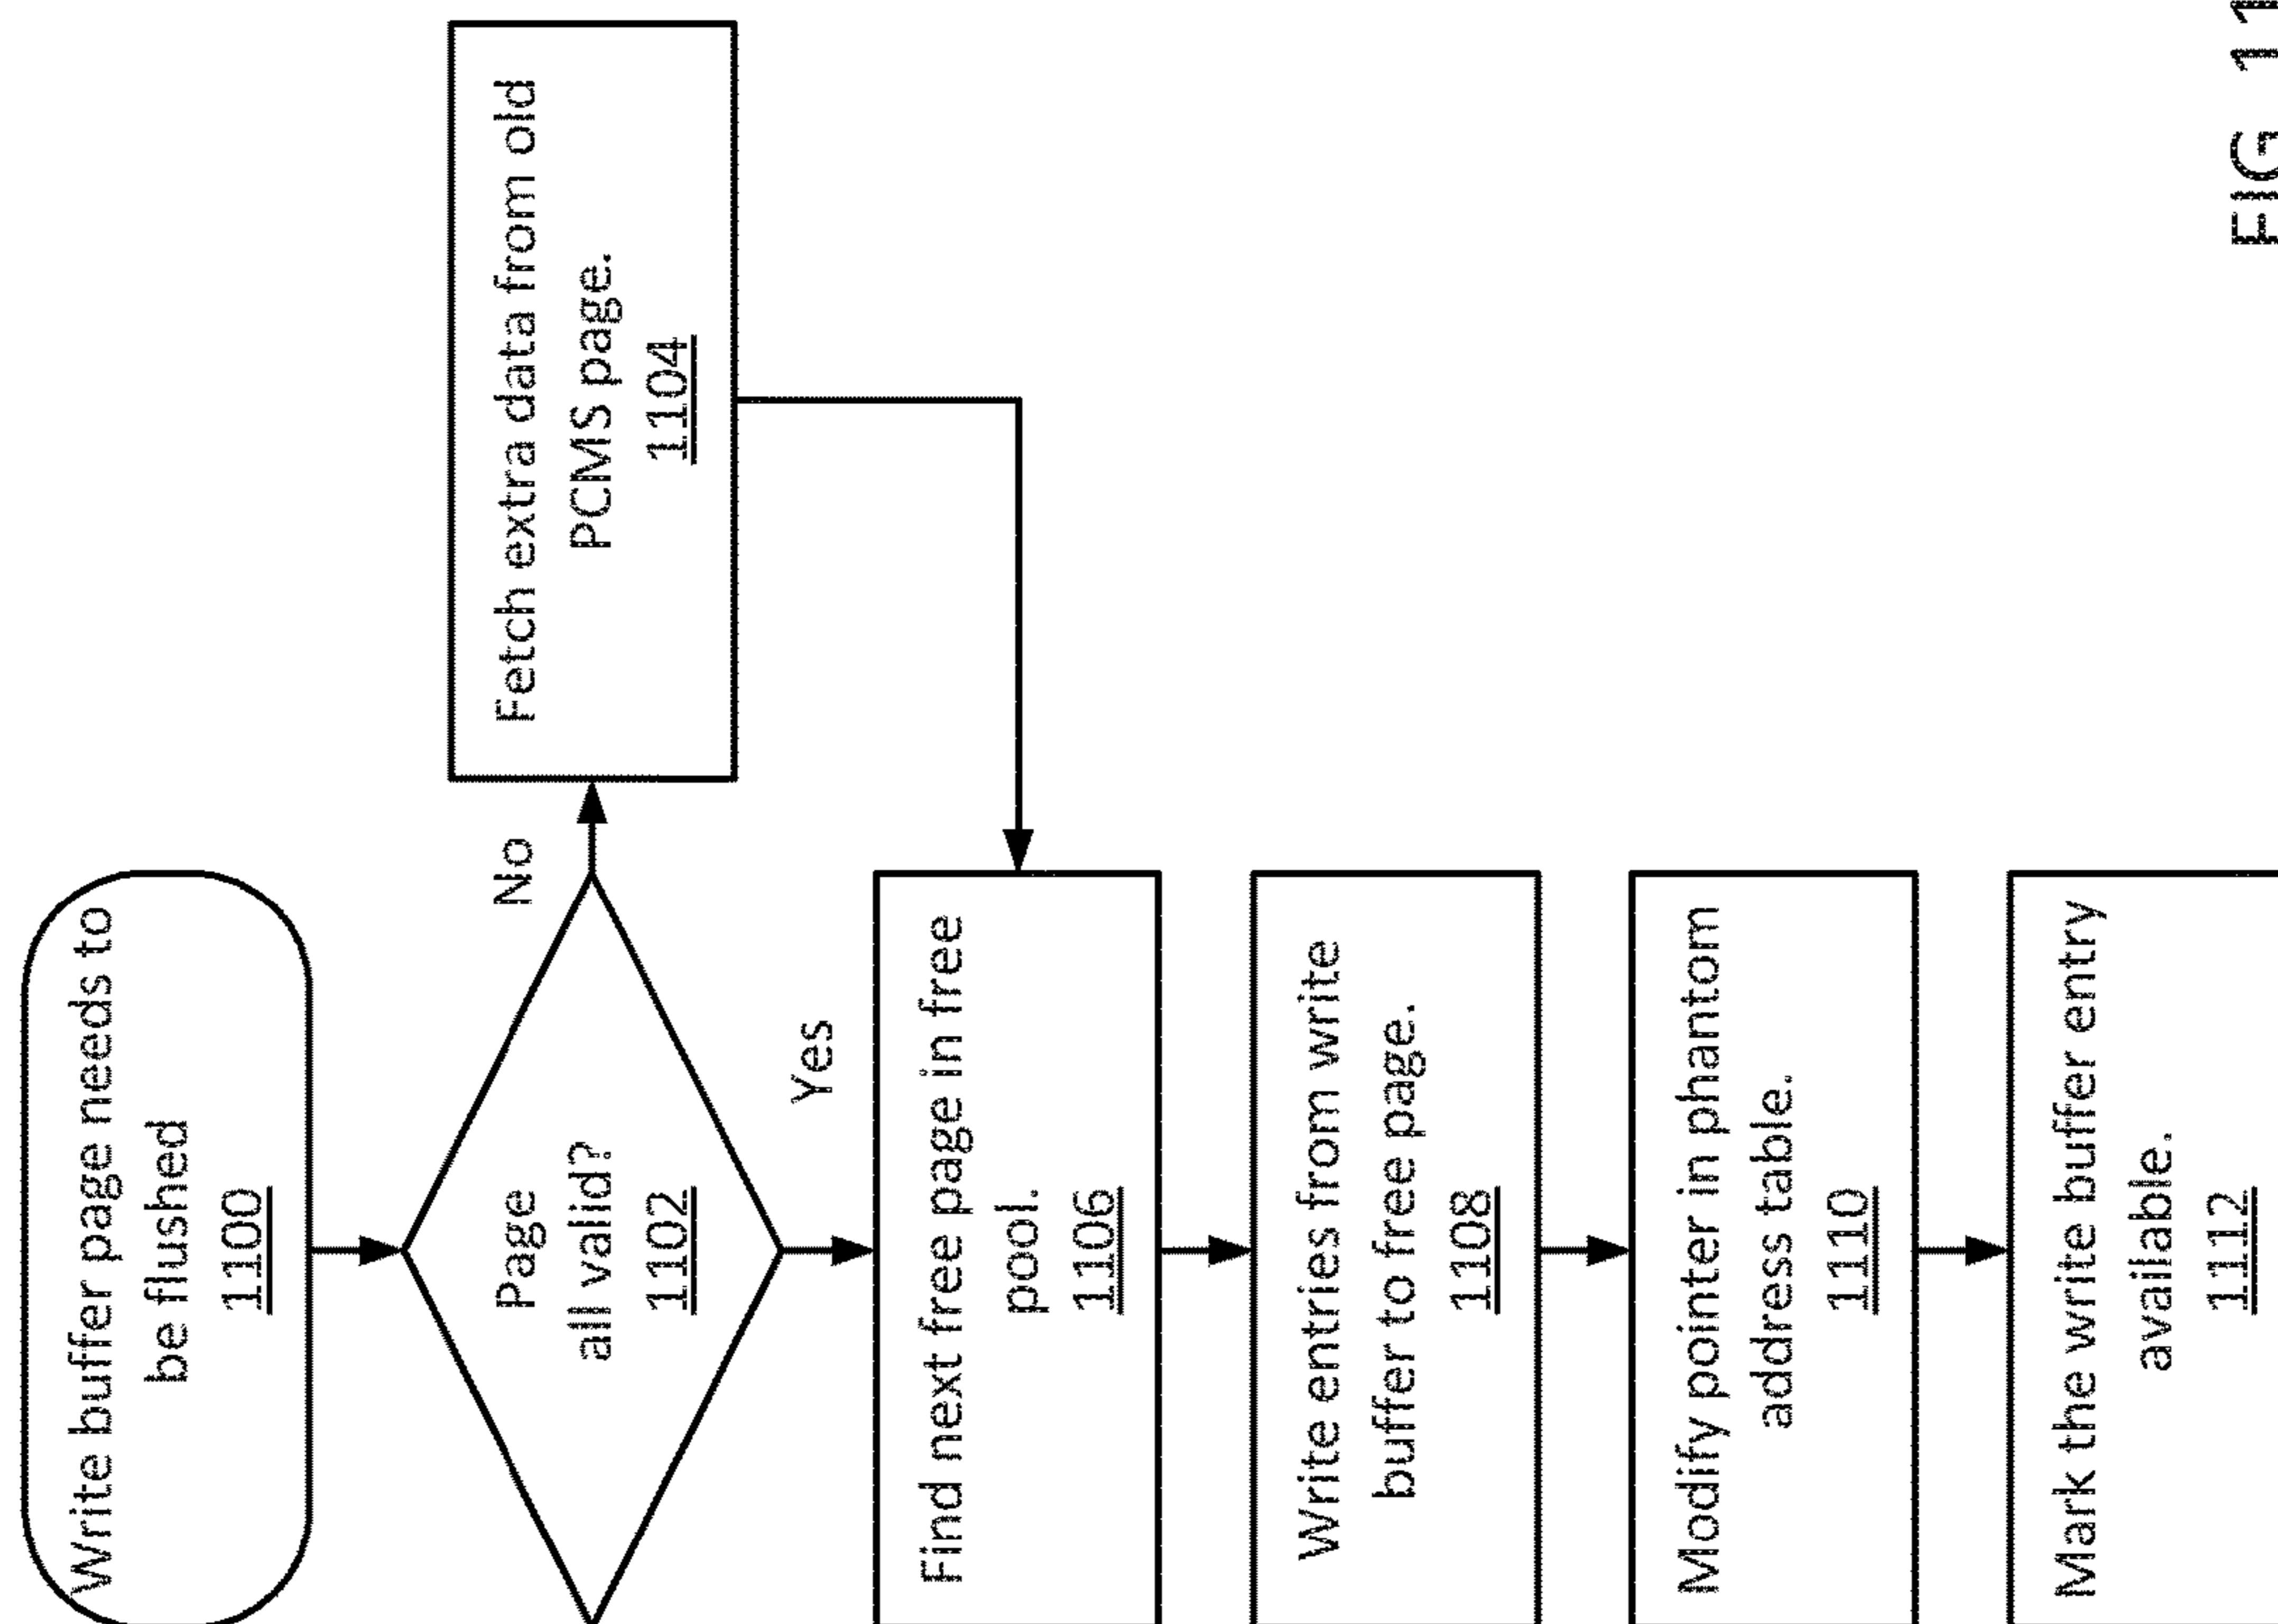 Write buffer page needs to
be flushed
1100
Page
all valid?
1102
No
Fetch extra data from old
PCMS page.
1104
Yes
Find next free page in free
pool.
1106
Write entries from write
buffer to free page.
1108
Modify pointer in phantom
address table.
1110
Mark the write buffer entry
available.
1112
FIG 11